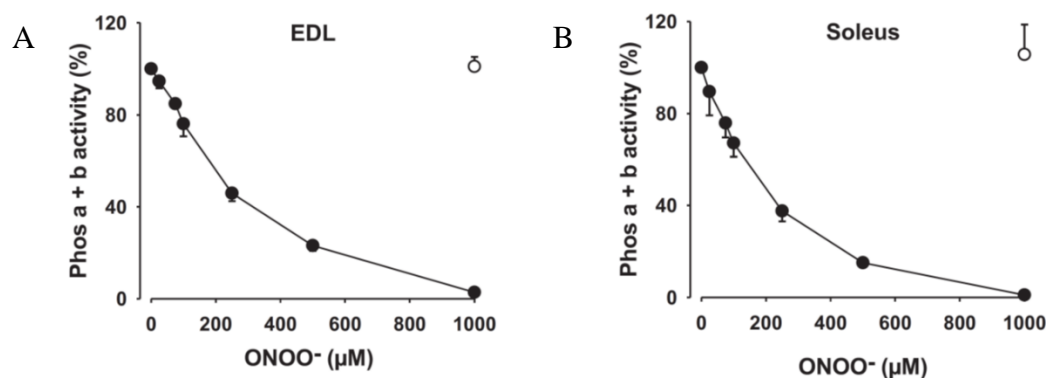 A
EDL
Phos a + b activity (%)
120
80
40
0
0 200 400 600 800 1000
ONOO⁻ (µM)
B
Soleus
Phos a + b activity (%)
120
80
40
0
0 200 400 600 800 1000
ONOO⁻ (µM)